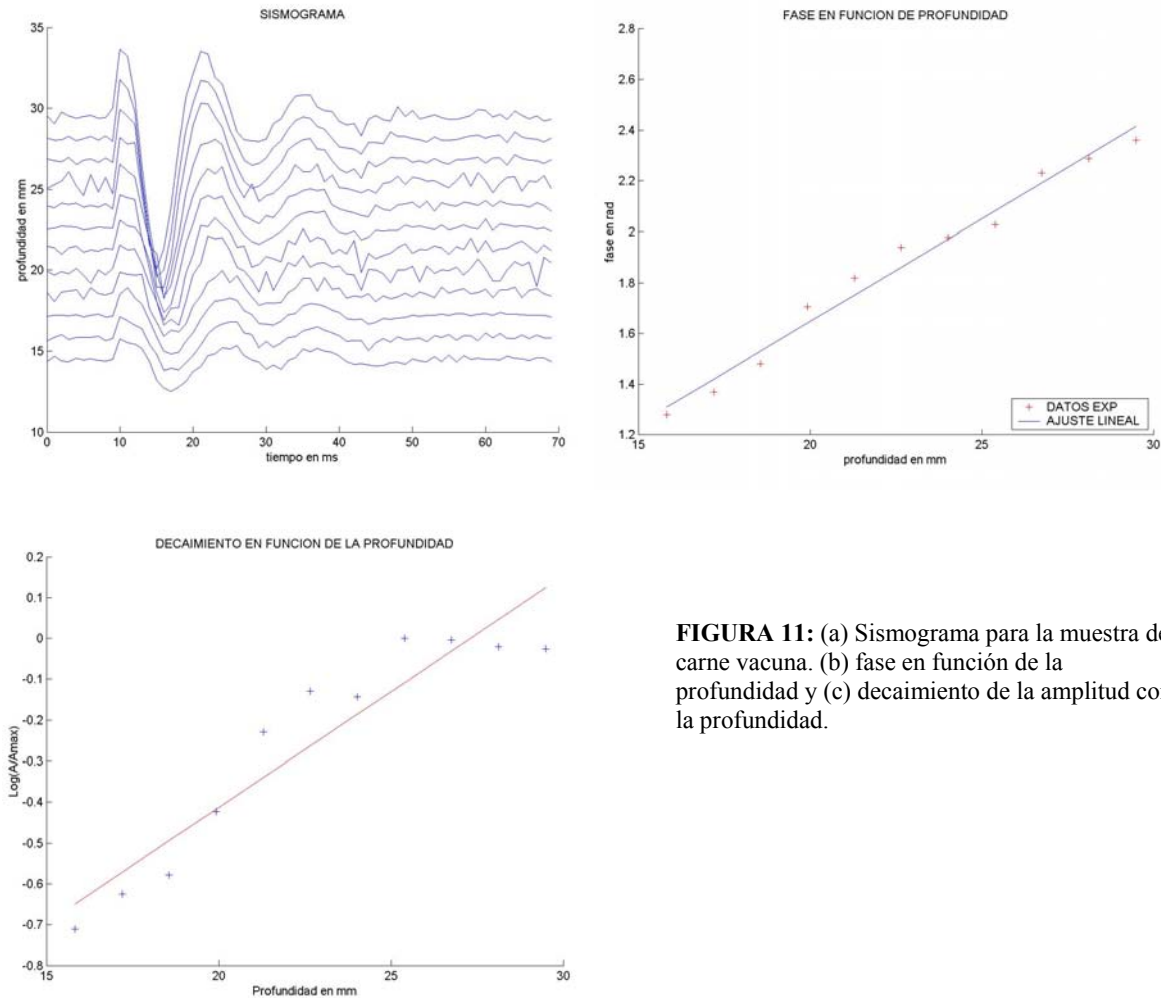 SISMOGRAMA
35
30
25
20
15
10
0 10 20 30 40 50 60 70
profundidad en mm
tiempo en ms
FASE EN FUNCION DE PROFUNDIDAD
2.8
2.6
2.4
2.2
2
1.8
1.6
1.4
1.2
15 20 25 30
fase en rad
profundidad en mm
DATOS EXP
AJUSTE LINEAL
DECAIMIENTO EN FUNCION DE LA PROFUNDIDAD
0.2
0.1
0
-0.1
-0.2
-0.3
-0.4
-0.5
-0.6
-0.7
-0.8
15 20 25 30
Log(A/Amax)
Profundidad en mm
FIGURA 11: (a) Sismograma para la muestra
carne vacuna. (b) fase en función de la
profundidad y (c) decaimiento de la amplitud
la profundidad.